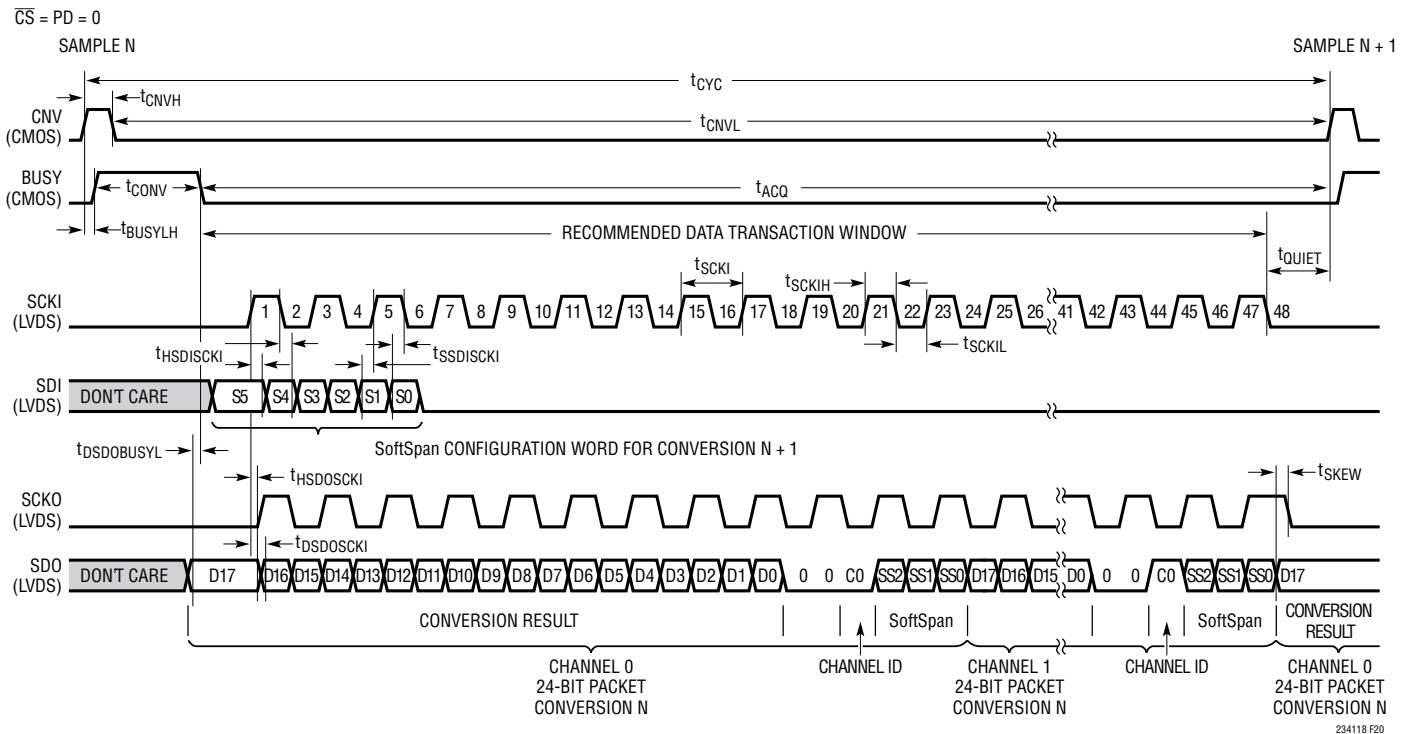 CS = PD = 0
SAMPLE N
SAMPLE N + 1
tCYC
tCNVH
CNV
(CMOS)
tCNVL
BUSY
(CMOS)
tCONV
tACQ
tBUSYLH
RECOMMENDED DATA TRANSACTION WINDOW
tQUIET
tSCKI
tSCKIH
SCKI
(LVDS)
1 2 3 4 5 6 7 8 9 10 11 12 13 14 15 16 17 18 19 20 21 22 23 24 25 26 41 42 43 44 45 46 47 48
tHSDISCKI
tSSDISCKI
tSCKIL
SDI
(LVDS)
DON'T CARE S5 S4 S3 S2 S1 S0
tDSDOBUSYL
SoftSpan CONFIGURATION WORD FOR CONVERSION N + 1
tHSDOSCKI
tSKEW
SCKO
(LVDS)
tDSDOSCKI
SDO
(LVDS)
DON'T CARE D17 D16 D15 D14 D13 D12 D11 D10 D9 D8 D7 D6 D5 D4 D3 D2 D1 D0 0 0 C0 SS2 SS1 SS0 D17 D16 D15 D0 0 0 C0 SS2 SS1 SS0 D17
CONVERSION RESULT
SoftSpan
SoftSpan
CONVERSION
RESULT
CHANNEL 0
24-BIT PACKET
CONVERSION N
CHANNEL ID
CHANNEL 1
24-BIT PACKET
CONVERSION N
CHANNEL ID
CHANNEL 0
24-BIT PACKET
CONVERSION N
234118 F20